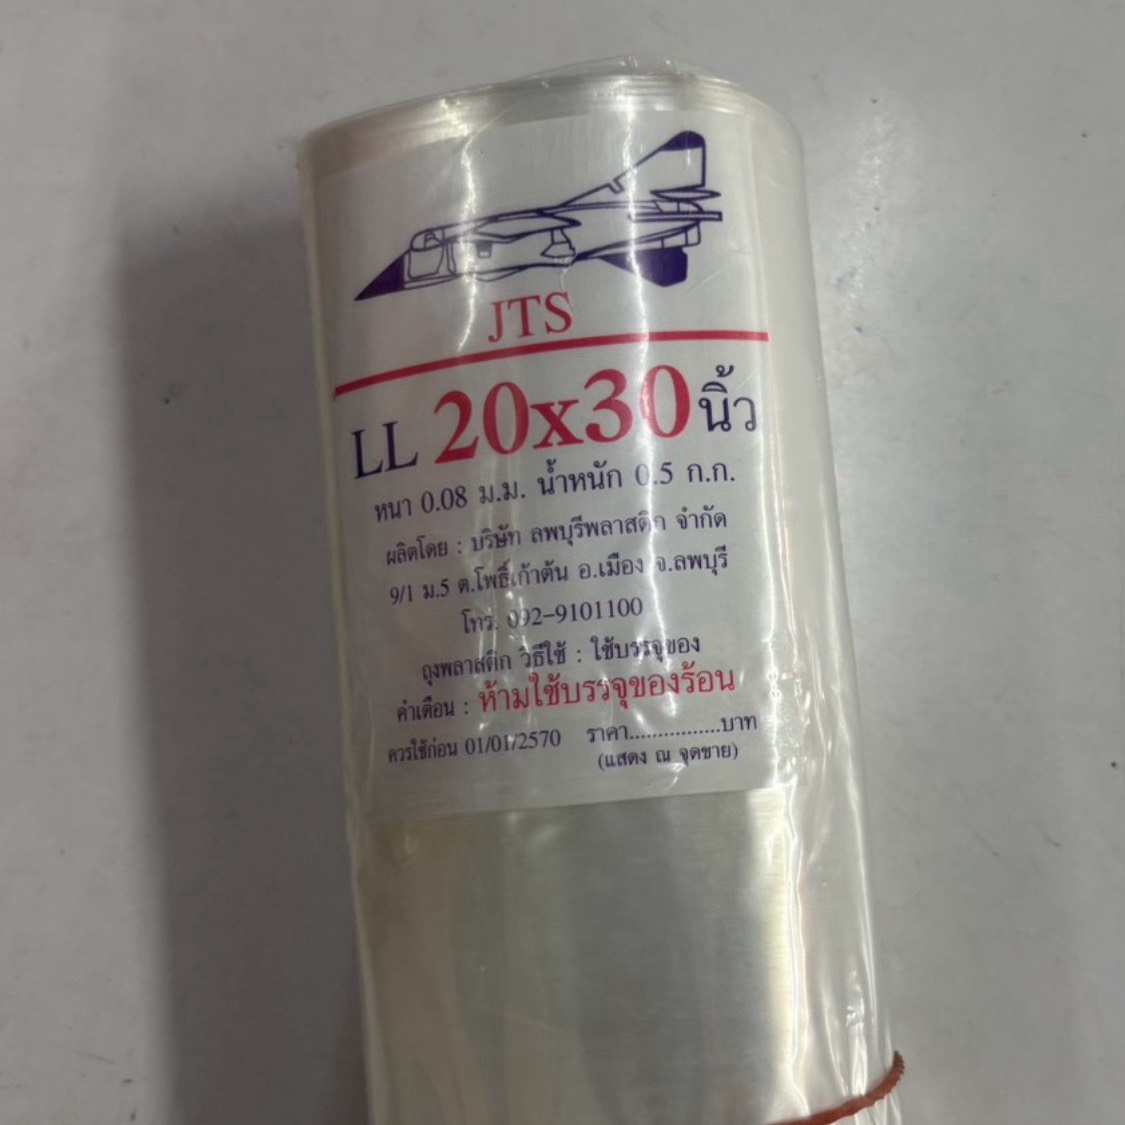 JTS
LL 20x30 นิ้ว
หนา 0.08 ม.ม. น้ำหนัก 0.5 ก.ก.
ผลิตโดย : บริษัท ลพบุรีพลาสติก จำกัด
9/1 ม.5 ต.โพธิ์เก้าต้น อ.เมือง จ.ลพบุรี
โทร. 092-9101100
ถุงพลาสติก วิธีใช้ : ใช้บรรจุของ
คำเตือน : ห้ามใช้บรรจุของร้อน
ควรใช้ก่อน 01/01/2570 ราคา................บาท
(แสดง ณ จุดขาย)